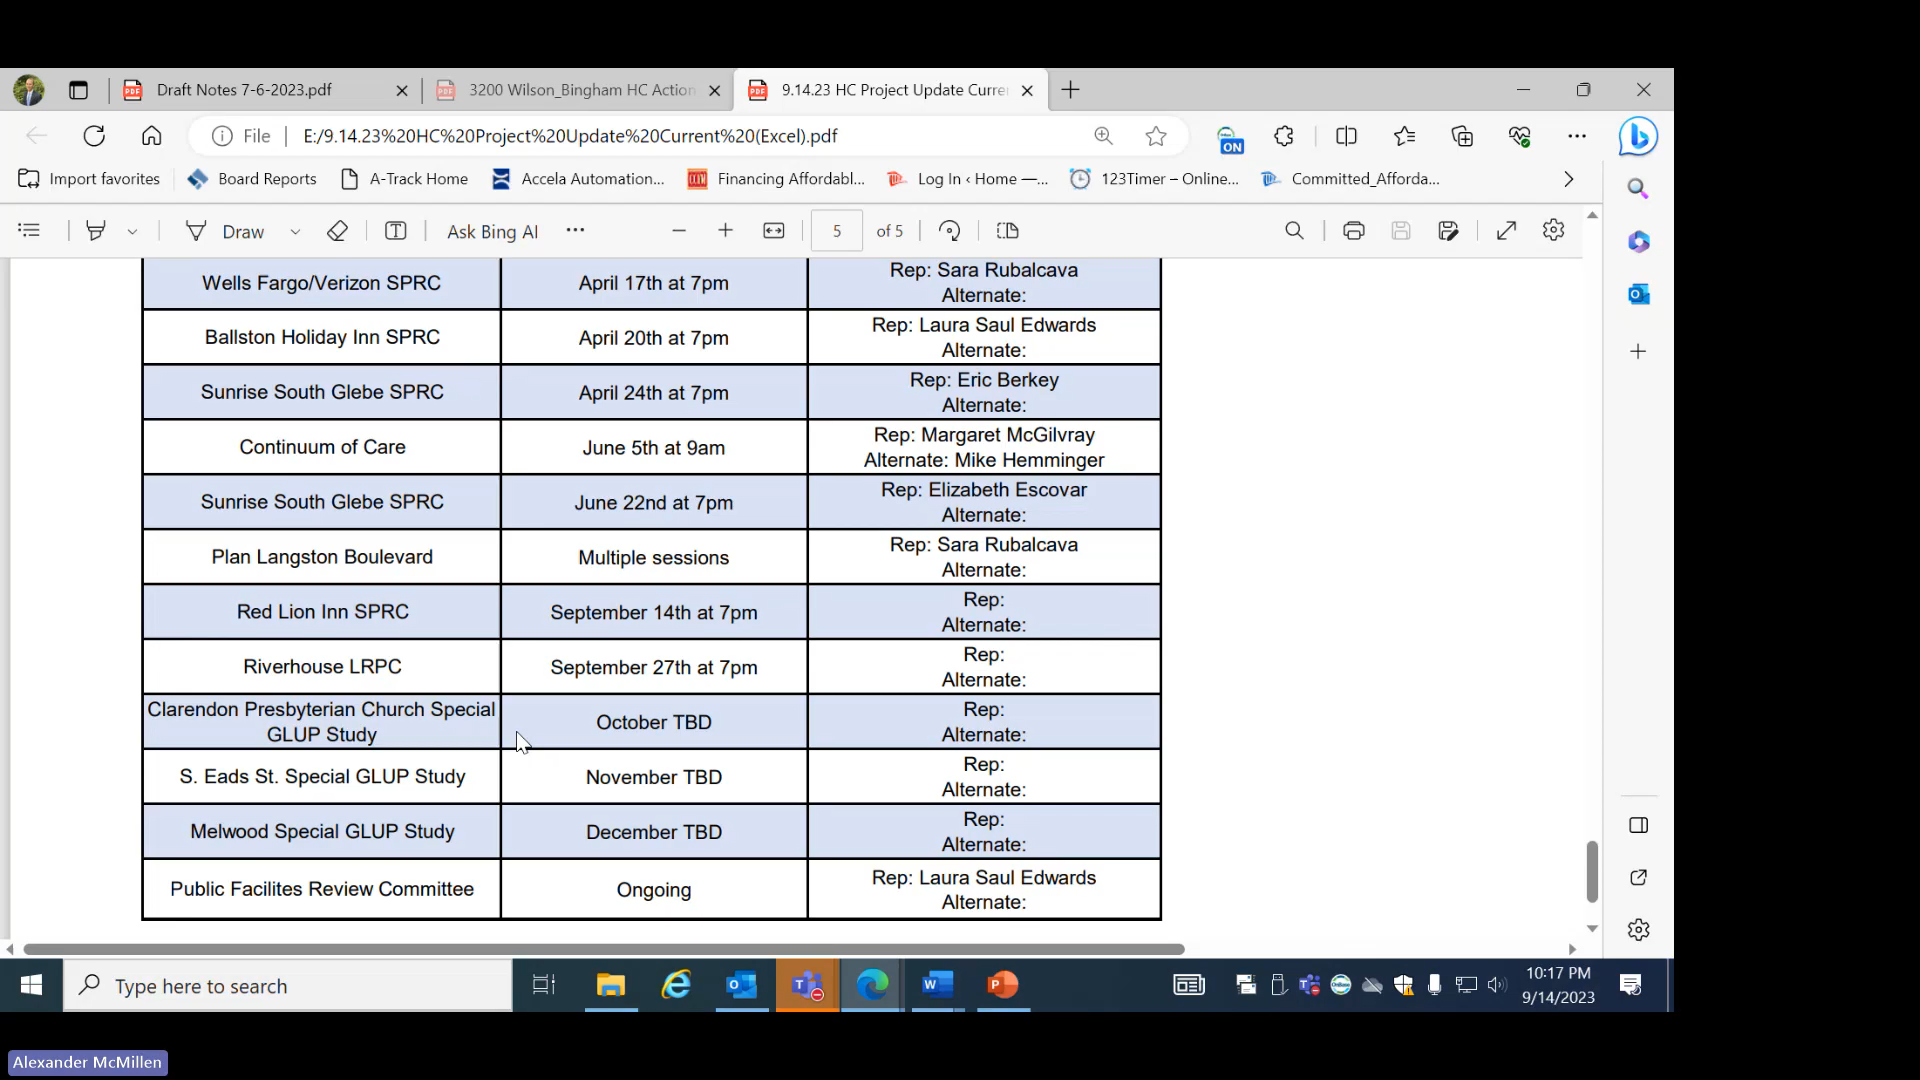 Draft Notes 7-6-2023.pdf
3200 Wilson_Bingham HC Action
9.14.23 HC Project Update Curre
File
E:/9.14.23%20HC%20Project%20Update%20Current%20(Excel).pdf
ON
Import favorites
Board Reports
A-Track Home
Accela Automation...
Financing Affordabl...
Log In ‹ Home —...
123Timer – Online...
Committed_Afforda...
Draw
Ask Bing AI
5
of 5
Wells Fargo/Verizon SPRC
April 17th at 7pm
Rep: Sara Rubalcava
Alternate:
Ballston Holiday Inn SPRC
April 20th at 7pm
Rep: Laura Saul Edwards
Alternate:
Sunrise South Glebe SPRC
April 24th at 7pm
Rep: Eric Berkey
Alternate:
Continuum of Care
June 5th at 9am
Rep: Margaret McGilvray
Alternate: Mike Hemminger
Sunrise South Glebe SPRC
June 22nd at 7pm
Rep: Elizabeth Escovar
Alternate:
Plan Langston Boulevard
Multiple sessions
Rep: Sara Rubalcava
Alternate:
Red Lion Inn SPRC
September 14th at 7pm
Rep:
Alternate:
Riverhouse LRPC
September 27th at 7pm
Rep:
Alternate:
Clarendon Presbyterian Church Special
GLUP Study
October TBD
Rep:
Alternate:
S. Eads St. Special GLUP Study
November TBD
Rep:
Alternate:
Melwood Special GLUP Study
December TBD
Rep:
Alternate:
Public Facilites Review Committee
Ongoing
Rep: Laura Saul Edwards
Alternate:
Type here to search
10:17 PM
9/14/2023
Alexander McMillen